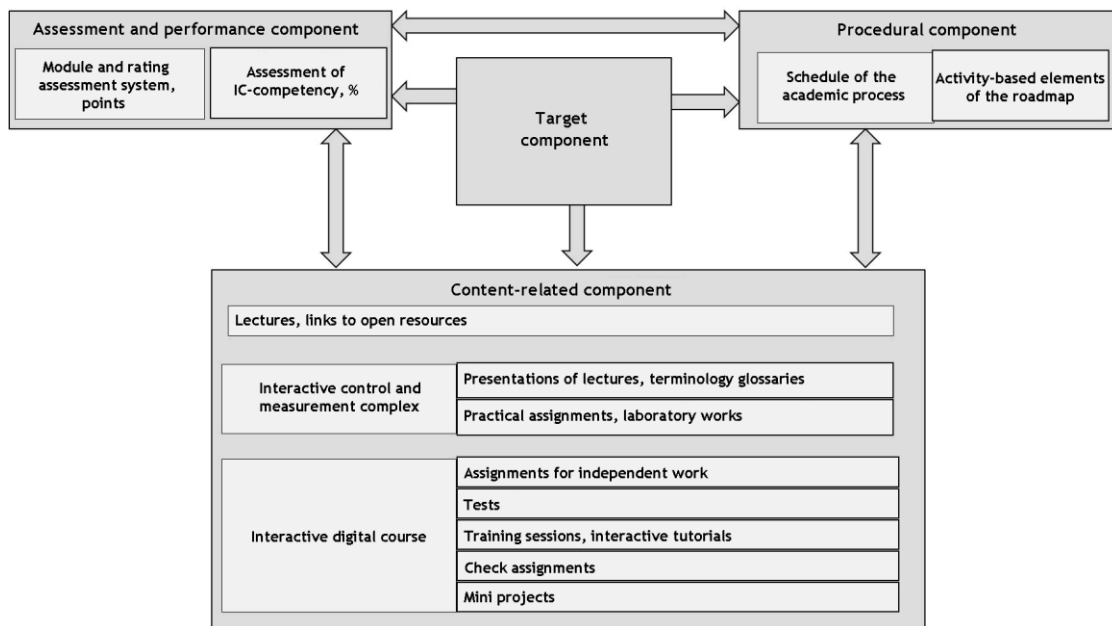 Assessment and performance component
Module and rating
assessment system,
points
Assessment of
IC-competency, %
Target
component
Procedural component
Schedule of the
academic process
Activity-based elements
of the roadmap
Content-related component
Lectures, links to open resources
Interactive control and
measurement complex
Presentations of lectures, terminology glossaries
Practical assignments, laboratory works
Interactive digital course
Assignments for independent work
Tests
Training sessions, interactive tutorials
Check assignments
Mini projects